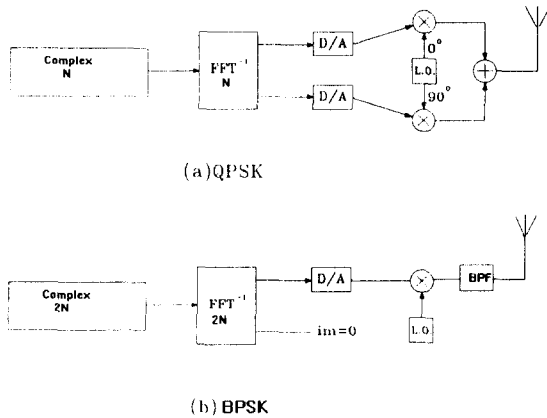 Complex
N
FFT⁻¹
N
D/A
D/A
0°
L.O.
90°
(a)QPSK
Complex
2N
FFT⁻¹
2N
D/A
im=0
L.O.
BPF
(b) BPSK